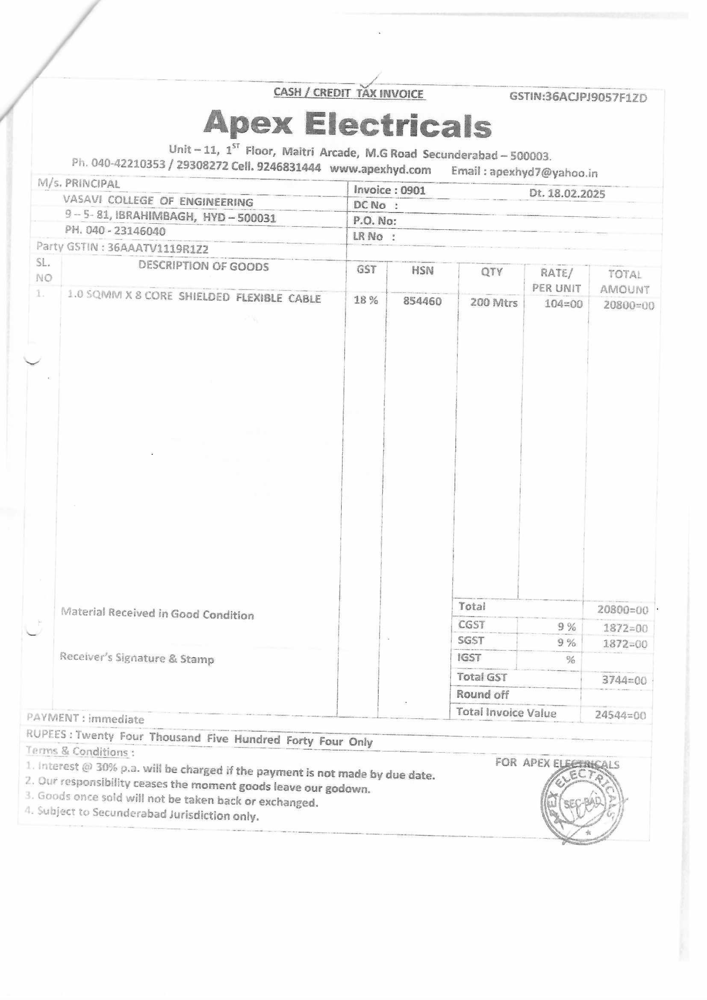 CASH / CREDIT TAX INVOICE GSTIN:36ACJPJ9057F1ZD
Apex Electricals
Unit – 11, 1ST Floor, Maitri Arcade, M.G Road Secunderabad – 500003.
Ph. 040-42210353 / 29308272 Cell. 9246831444 www.apexhyd.com Email : apexhyd7@yahoo.in
M/s. PRINCIPAL
VASAVI COLLEGE OF ENGINEERING
9 – 5- 81, IBRAHIMBAGH, HYD – 500031
PH. 040 - 23146040
Party GSTIN : 36AAATV1119R1Z2
Invoice : 0901 Dt. 18.02.2025
DC No :
P.O. No:
LR No :
SL. NO DESCRIPTION OF GOODS GST HSN QTY RATE/ PER UNIT TOTAL AMOUNT
1. 1.0 SQMM X 8 CORE SHIELDED FLEXIBLE CABLE 18 % 854460 200 Mtrs 104=00 20800=00
Material Received in Good Condition
Receiver's Signature & Stamp
Total 20800=00
CGST 9 % 1872=00
SGST 9 % 1872=00
IGST %
Total GST 3744=00
Round off
Total Invoice Value 24544=00
PAYMENT : immediate
RUPEES : Twenty Four Thousand Five Hundred Forty Four Only
Terms & Conditions :
1. Interest @ 30% p.a. will be charged if the payment is not made by due date.
2. Our responsibility ceases the moment goods leave our godown.
3. Goods once sold will not be taken back or exchanged.
4. Subject to Secunderabad Jurisdiction only.
FOR APEX ELECTRICALS
APEX ELECTRICALS
SEC-BAD